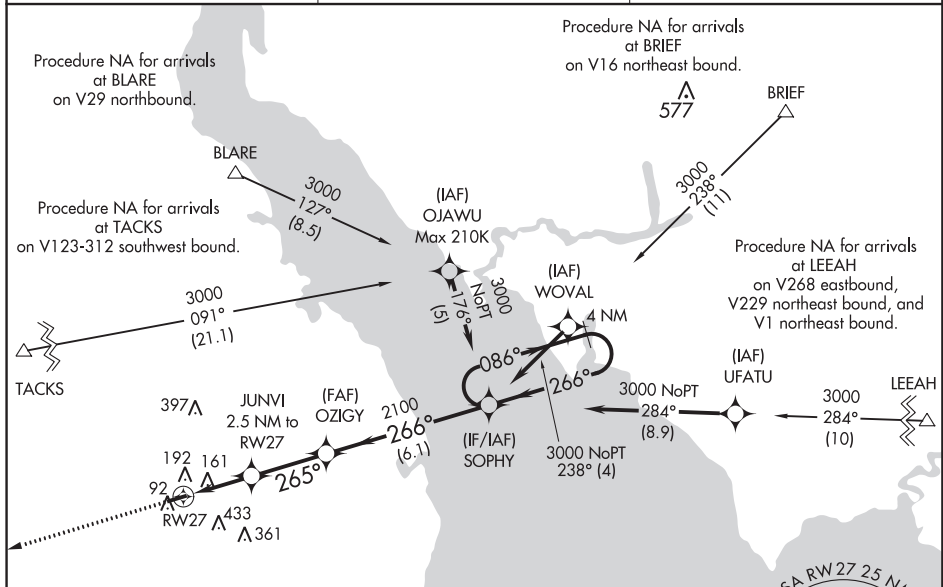 Procedure NA for arrivals
at BLARE
on V29 northbound.
Procedure NA for arrivals
at BRIEF
on V16 northeast bound.
577
BRIEF
BLARE
3000
127°
(8.5)
3000
238°
(11)
Procedure NA for arrivals
at TACKS
on V123-312 southwest bound.
(IAF)
OJAWU
Max 210K
Procedure NA for arrivals
at LEEAH
on V268 eastbound,
V229 northeast bound, and
V1 northeast bound.
3000
091°
(21.1)
TACKS
3000
NoPT
176°
(5)
(IAF)
WOVAL
4 NM
086°
266°
(IAF)
UFATU
LEEAH
3000 NoPT
284°
(8.9)
3000
284°
(10)
397
JUNVI
2.5 NM to
RW27
(FAF)
OZIGY
2100
266°
(6.1)
(IF/IAF)
SOPHY
3000 NoPT
238° (4)
265°
192
161
92
RW27
433
361
SA RW27 25 N